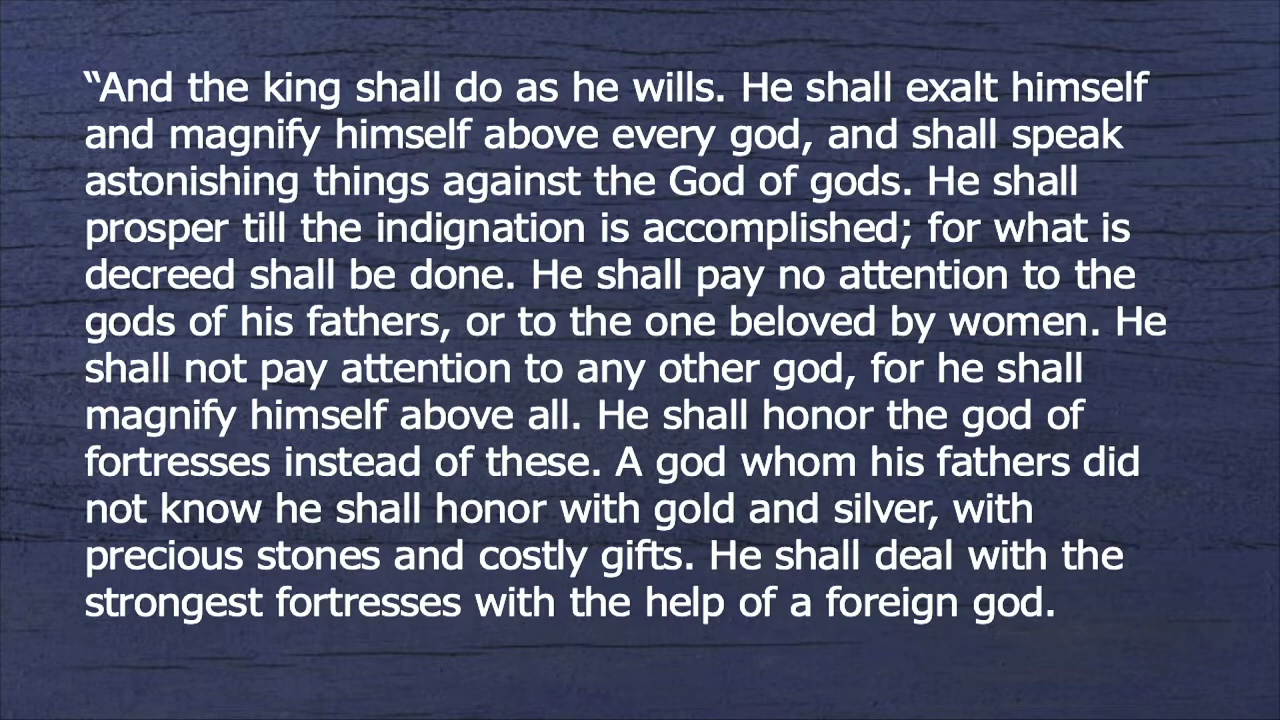 “And the king shall do as he wills. He shall exalt himself
and magnify himself above every god, and shall speak
astonishing things against the God of gods. He shall
prosper till the indignation is accomplished; for what is
decreed shall be done. He shall pay no attention to the
gods of his fathers, or to the one beloved by women. He
shall not pay attention to any other god, for he shall
magnify himself above all. He shall honor the god of
fortresses instead of these. A god whom his fathers did
not know he shall honor with gold and silver, with
precious stones and costly gifts. He shall deal with the
strongest fortresses with the help of a foreign god.